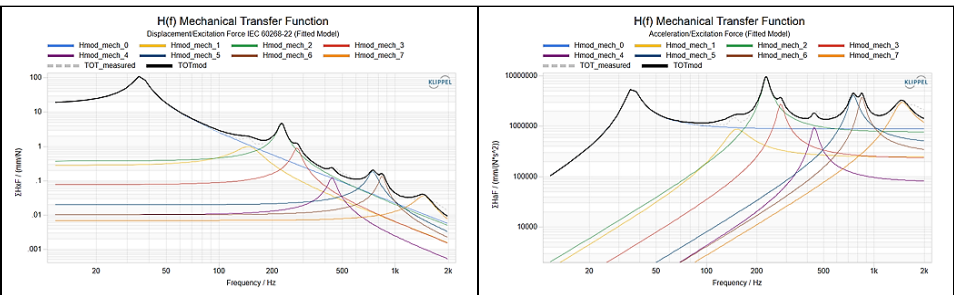 H(f) Mechanical Transfer Function
Displacement/Excitation Force IEC 60268-22 (Fitted Model)
Hmod_mech_0 Hmod_mech_1 Hmod_mech_2 Hmod_mech_3
Hmod_mech_4 Hmod_mech_5 Hmod_mech_6 Hmod_mech_7
TOT_measured TOTmod
KLIPPEL
100
10
1
.1
.01
.001
ΣHaF / (mm/N)
20 50 100 200 500 1k 2k
Frequency / Hz
H(f) Mechanical Transfer Function
Acceleration/Excitation Force (Fitted Model)
Hmod_mech_0 Hmod_mech_1 Hmod_mech_2 Hmod_mech_3
Hmod_mech_4 Hmod_mech_5 Hmod_mech_6 Hmod_mech_7
TOT_measured TOTmod
KLIPPEL
10000000
1000000
100000
10000
ΣHaF / (mm/(N*s^2))
20 50 100 200 500 1k 2k
Frequency / Hz